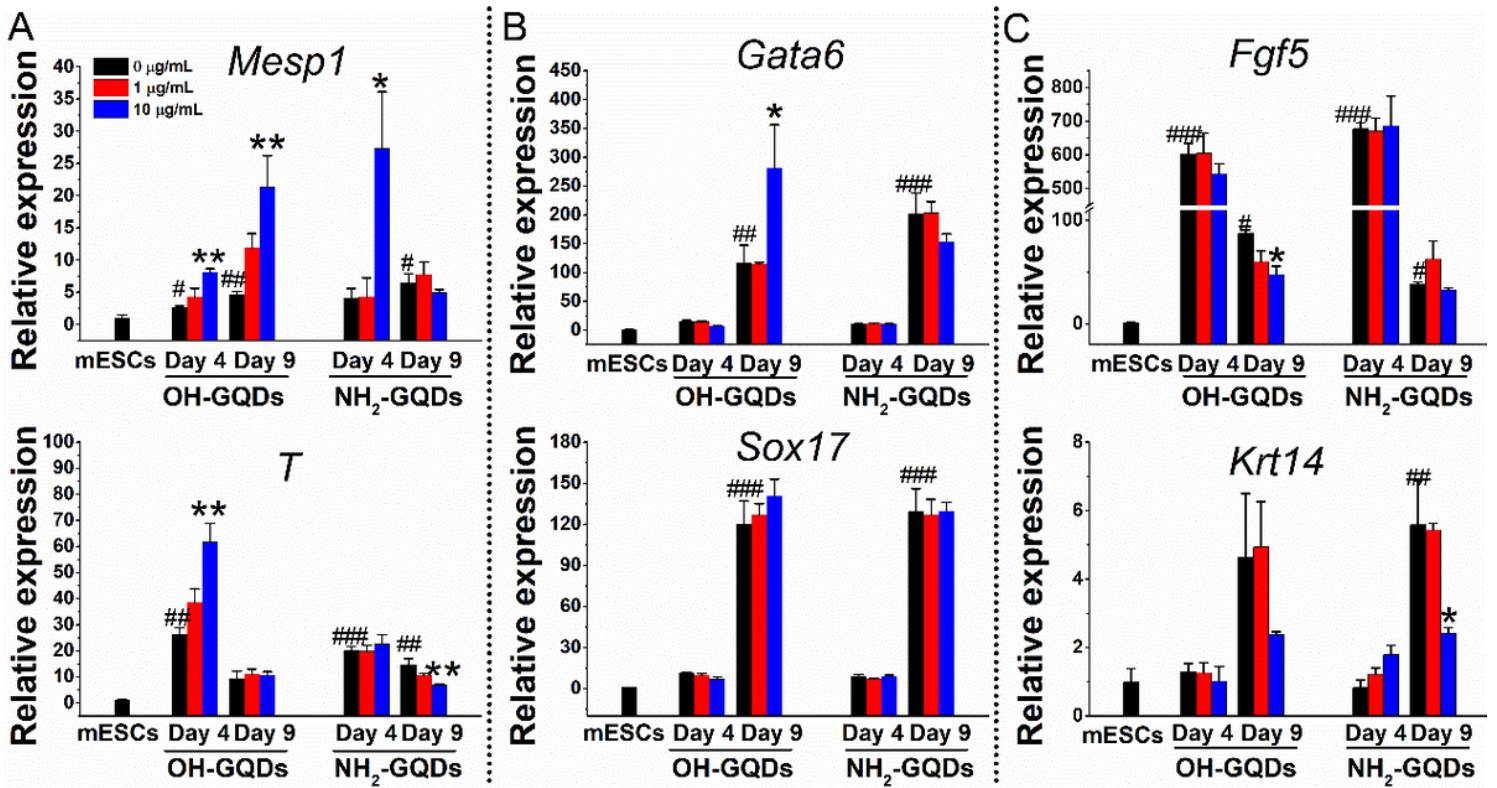 A
Mesp1
Relative expression
40
35
30
25
20
15
10
5
0
0 μg/mL
1 μg/mL
10 μg/mL
#
**
##
**
*
#
mESCs
Day 4 Day 9
Day 4 Day 9
OH-GQDs
NH2-GQDs
T
Relative expression
100
90
80
70
60
50
40
30
20
10
0
##
**
###
##
**
mESCs
Day 4 Day 9
Day 4 Day 9
OH-GQDs
NH2-GQDs
B
Gata6
Relative expression
450
400
350
300
250
200
150
100
50
0
##
*
###
mESCs
Day 4 Day 9
Day 4 Day 9
OH-GQDs
NH2-GQDs
Sox17
Relative expression
180
150
120
90
60
30
0
###
###
mESCs
Day 4 Day 9
Day 4 Day 9
OH-GQDs
NH2-GQDs
C
Fgf5
Relative expression
800
700
600
500
100
0
###
#
*
###
#
mESCs
Day 4 Day 9
Day 4 Day 9
OH-GQDs
NH2-GQDs
Krt14
Relative expression
8
6
4
2
0
##
*
mESCs
Day 4 Day 9
Day 4 Day 9
OH-GQDs
NH2-GQDs